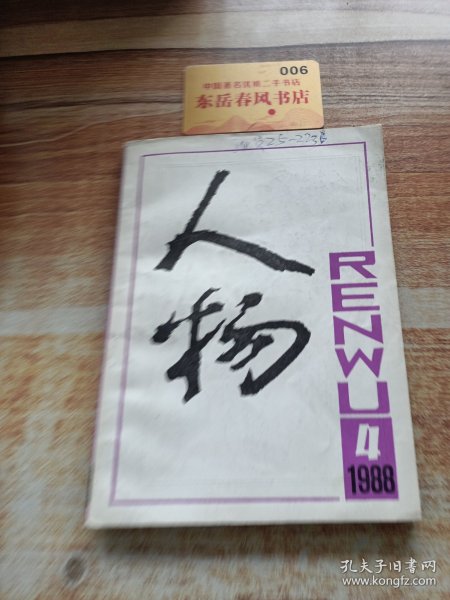 006
中国著名优格二手书店
东岳春风书店
人物
RENWU
4
1988
孔夫子旧书网
www.kongfz.com